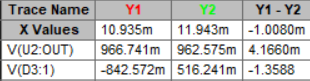 Trace Name Y1 Y2 Y1 - Y2
X Values 10.935m 11.943m -1.0080m
V(U2:OUT) 966.741m 962.575m 4.1660m
V(D3:1) -842.572m 516.241m -1.3588